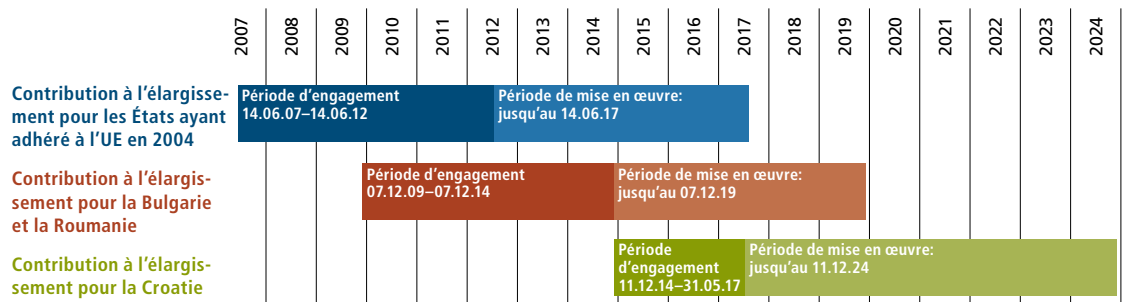 2007 2008 2009 2010 2011 2012 2013 2014 2015 2016 2017 2018 2019 2020 2021 2022 2023 2024
Contribution à l’élargisse-
ment pour les États ayant
adhéré à l’UE en 2004
Période d’engagement
14.06.07–14.06.12
Période de mise en œuvre:
jusqu’au 14.06.17
Contribution à l’élargis-
sement pour la Bulgarie
et la Roumanie
Période d’engagement
07.12.09–07.12.14
Période de mise en œuvre:
jusqu’au 07.12.19
Contribution à l’élargis-
sement pour la Croatie
Période
d’engagement
11.12.14–31.05.17
Période de mise en œuvre:
jusqu’au 11.12.24